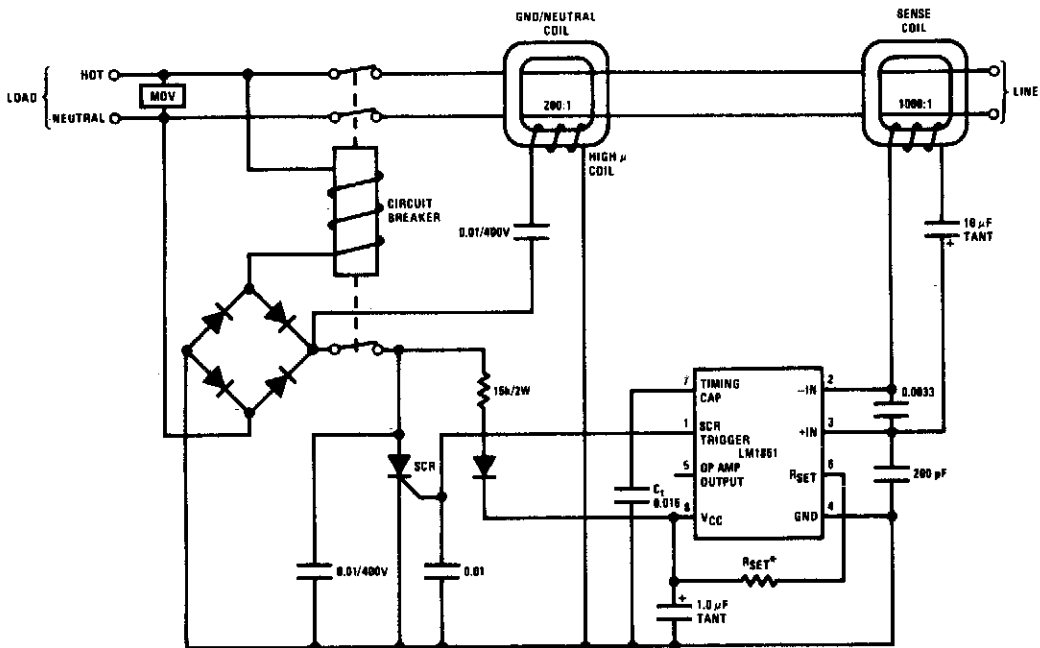 GND/NEUTRAL
COIL
SENSE
COIL
HOT
LOAD
MOV
NEUTRAL
200:1
1000:1
LINE
HIGH μ
COIL
CIRCUIT
BREAKER
0.01/400V
10 μF
TANT
+
15k/2W
7
TIMING
CAP
-IN
2
0.0033
1
SCR
TRIGGER
+IN
3
LM1851
SCR
5
OP AMP
OUTPUT
RSET
6
200 pF
Ct
0.015
8
VCC
GND
4
0.01/400V
0.01
RSET*
+
1.0 μF
TANT